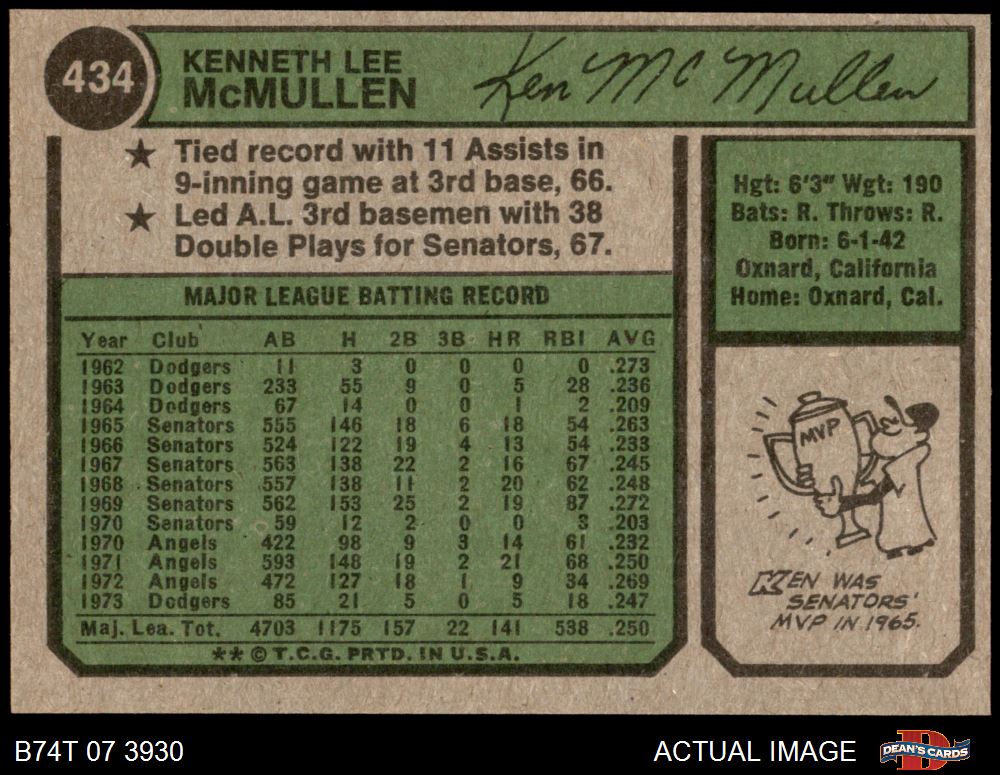 434
KENNETH LEE
McMULLEN
Ken McMullen
★ Tied record with 11 Assists in
9-inning game at 3rd base, 66.
★ Led A.L. 3rd basemen with 38
Double Plays for Senators, 67.
Hgt: 6'3" Wgt: 190
Bats: R. Throws: R.
Born: 6-1-42
Oxnard, California
Home: Oxnard, Cal.
MAJOR LEAGUE BATTING RECORD
Year Club AB H 2B 3B HR RBI AVG
1962 Dodgers 11 3 0 0 0 0 .273
1963 Dodgers 233 55 9 0 5 28 .236
1964 Dodgers 67 14 0 0 1 2 .209
1965 Senators 555 146 18 6 18 54 .263
1966 Senators 524 122 19 4 13 54 .233
1967 Senators 563 138 22 2 16 67 .245
1968 Senators 557 138 11 2 20 62 .248
1969 Senators 562 153 25 2 19 87 .272
1970 Senators 59 12 2 0 0 3 .203
1970 Angels 422 98 9 3 14 61 .232
1971 Angels 593 148 19 2 21 68 .250
1972 Angels 472 127 18 1 9 34 .269
1973 Dodgers 85 21 5 0 5 18 .247
Maj. Lea. Tot. 4703 1175 157 22 141 538 .250
** © T.C.G. PRTD. IN U.S.A.
MVP
KEN WAS
SENATORS'
MVP IN 1965.
B74T 07 3930
ACTUAL IMAGE
D
DEAN'S CARDS